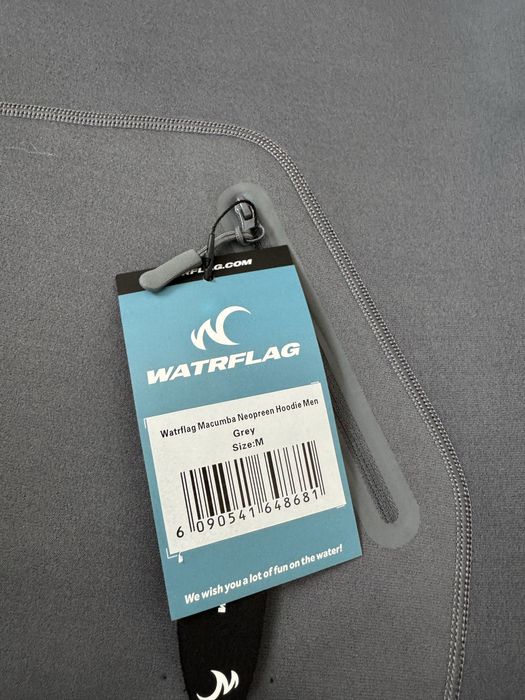 RFLAG.COM
WATRFLAG
Watrflag Macumba Neopreen Hoodie Men
Grey
Size:M
6 090541 648681
We wish you a lot of fun on the water!